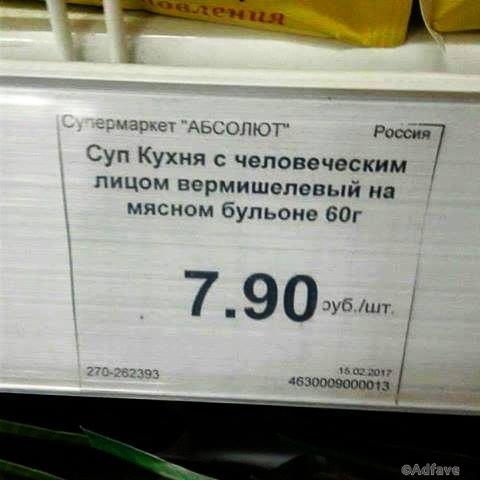 овления
Супермаркет "АБСОЛЮТ" Россия
Суп Кухня с человеческим
лицом вермишелевый на
мясном бульоне 60г
7.90 руб./шт.
15.02.2017
270-262393 4630009000013
©Adfave